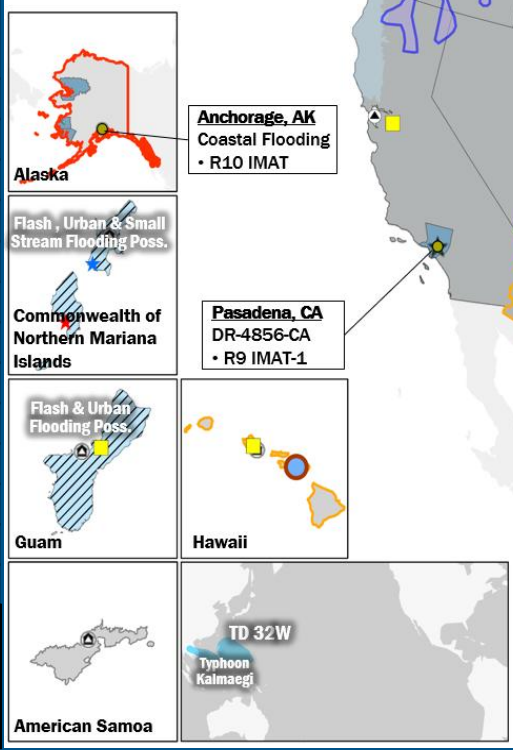 Alaska
Anchorage, AK
Coastal Flooding
• R10 IMAT
Flash , Urban & Small
Stream Flooding Poss.
Commonwealth of
Northern Mariana
Islands
Pasadena, CA
DR-4856-CA
• R9 IMAT-1
Flash & Urban
Flooding Poss.
Guam
Hawaii
American Samoa
TD 32W
Typhoon
Kalmaegi